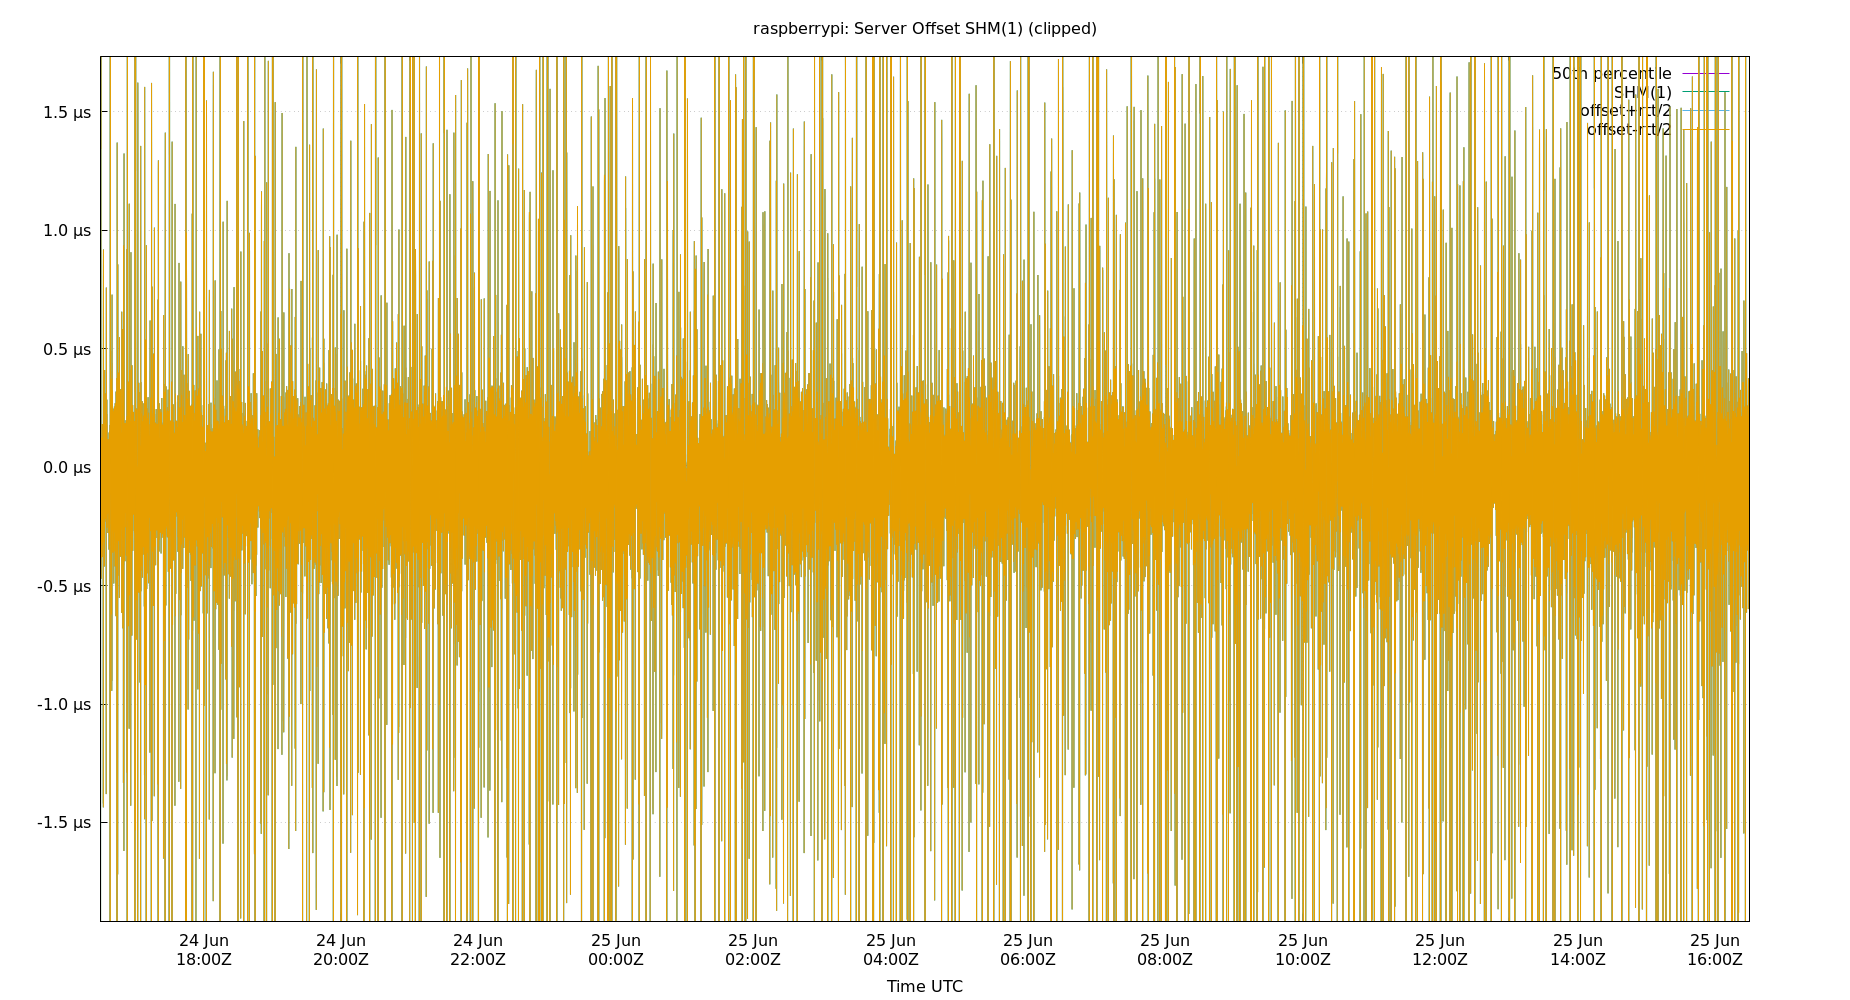 raspberrypi: Server Offset SHM(1) (clipped)
50th percentile
SHM(1)
offset+rtt/2
offset-rtt/2
1.5 µs
1.0 µs
0.5 µs
0.0 µs
-0.5 µs
-1.0 µs
-1.5 µs
24 Jun 24 Jun 24 Jun 25 Jun 25 Jun 25 Jun 25 Jun 25 Jun 25 Jun 25 Jun 25 Jun 25 Jun
18:00Z 20:00Z 22:00Z 00:00Z 02:00Z 04:00Z 06:00Z 08:00Z 10:00Z 12:00Z 14:00Z 16:00Z
Time UTC